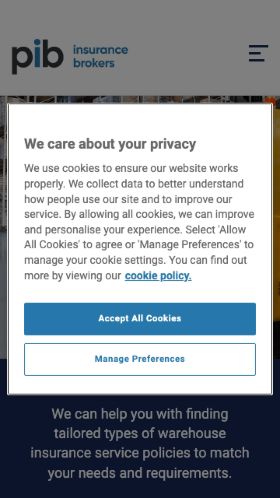 pib insurance
brokers
We care about your privacy
We use cookies to ensure our website works
properly. We collect data to better understand
how people use our site and to improve our
service. By allowing all cookies, we can improve
and personalise your experience. Select 'Allow
All Cookies' to agree or 'Manage Preferences' to
manage your cookie settings. You can find out
more by viewing our cookie policy.
Accept All Cookies
Manage Preferences
We can help you with finding
tailored types of warehouse
insurance service policies to match
your needs and requirements.